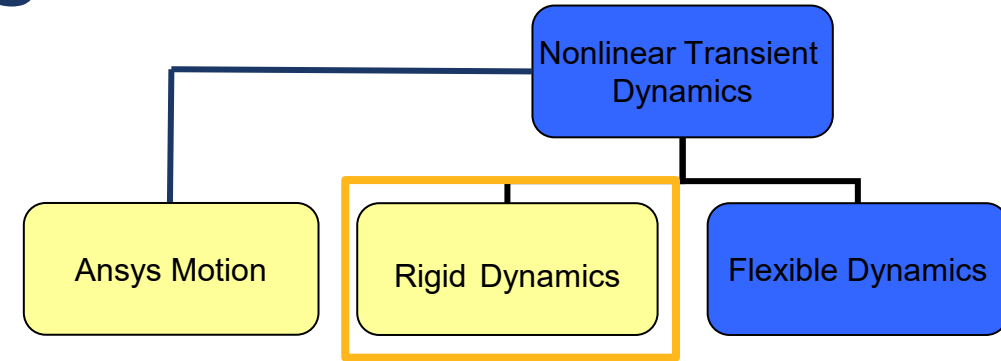 Nonlinear Transient
Dynamics
Ansys Motion
Rigid Dynamics
Flexible Dynamics